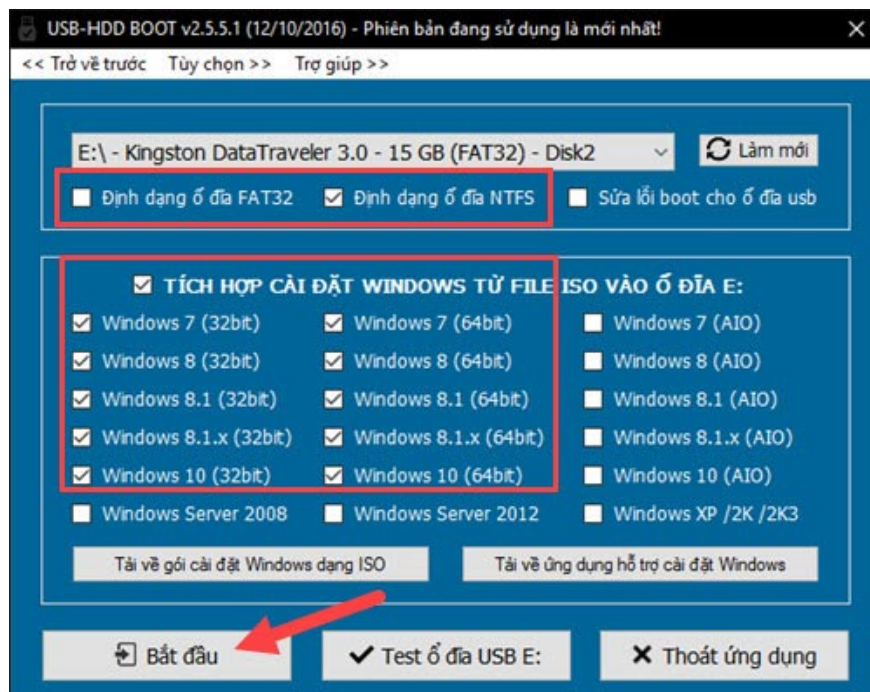 USB-HDD BOOT v2.5.5.1 (12/10/2016) - Phiên bản đang sử dụng là mới nhất!
<< Trở về trước Tùy chọn >> Trợ giúp >>
E:\ - Kingston DataTraveler 3.0 - 15 GB (FAT32) - Disk2 Làm mới
Định dạng ổ đĩa FAT32 Định dạng ổ đĩa NTFS Sửa lỗi boot cho ổ đĩa usb
TÍCH HỢP CÀI ĐẶT WINDOWS TỪ FILE ISO VÀO Ổ ĐĨA E:
Windows 7 (32bit) Windows 7 (64bit) Windows 7 (AIO)
Windows 8 (32bit) Windows 8 (64bit) Windows 8 (AIO)
Windows 8.1 (32bit) Windows 8.1 (64bit) Windows 8.1 (AIO)
Windows 8.1.x (32bit) Windows 8.1.x (64bit) Windows 8.1.x (AIO)
Windows 10 (32bit) Windows 10 (64bit) Windows 10 (AIO)
Windows Server 2008 Windows Server 2012 Windows XP /2K /2K3
Tải về gói cài đặt Windows dạng ISO Tải về ứng dụng hỗ trợ cài đặt Windows
Bắt đầu Test ổ đĩa USB E: Thoát ứng dụng